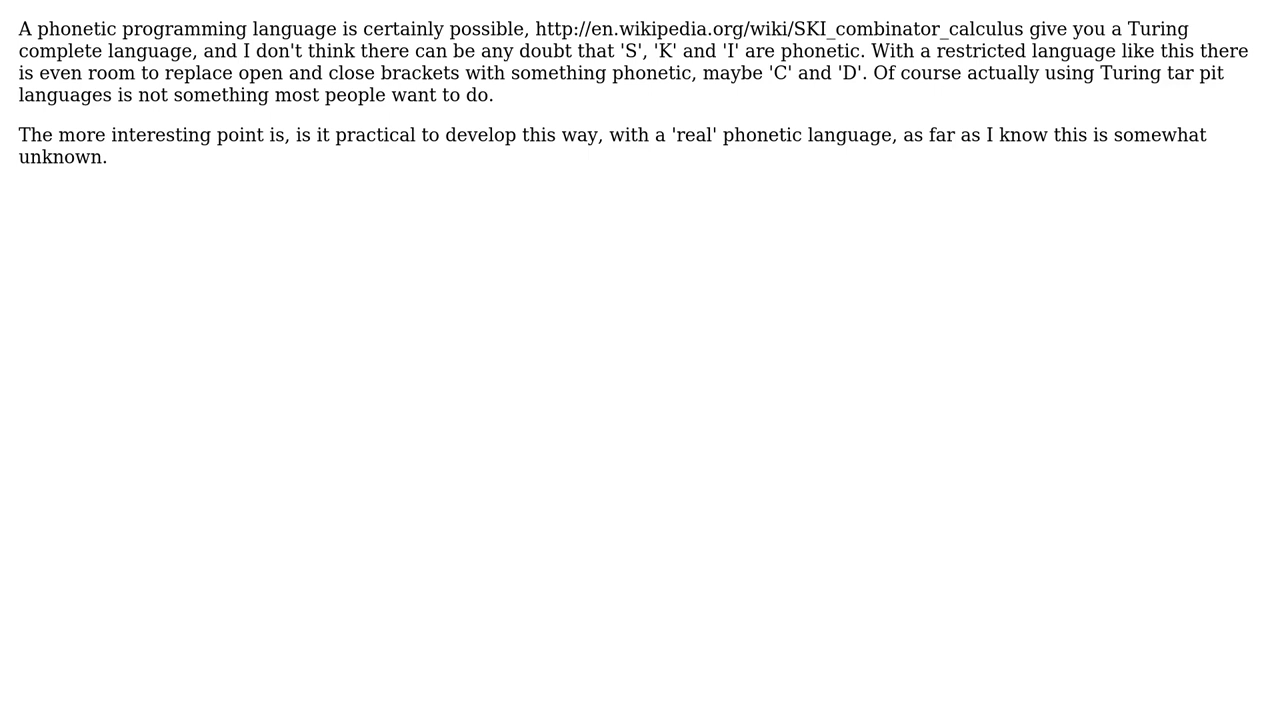 A phonetic programming language is certainly possible, http://en.wikipedia.org/wiki/SKI_combinator_calculus give you a Turing
complete language, and I don't think there can be any doubt that 'S', 'K' and 'I' are phonetic. With a restricted language like this there
is even room to replace open and close brackets with something phonetic, maybe 'C' and 'D'. Of course actually using Turing tar pit
languages is not something most people want to do.
The more interesting point is, is it practical to develop this way, with a 'real' phonetic language, as far as I know this is somewhat
unknown.